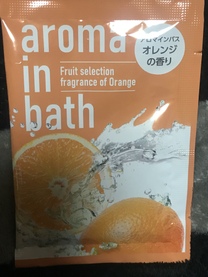 aroma
in
bath
Fruit selection
fragrance of Orange
アロマインバス
オレンジ
の香り